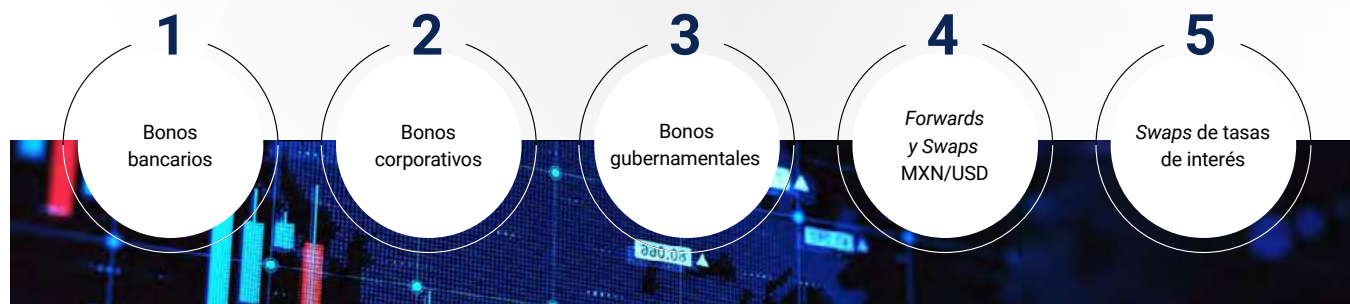 1
Bonos
bancarios
2
Bonos
corporativos
3
Bonos
gubernamentales
4
Forwards
y Swaps
MXN/USD
5
Swaps de tasas
de interés